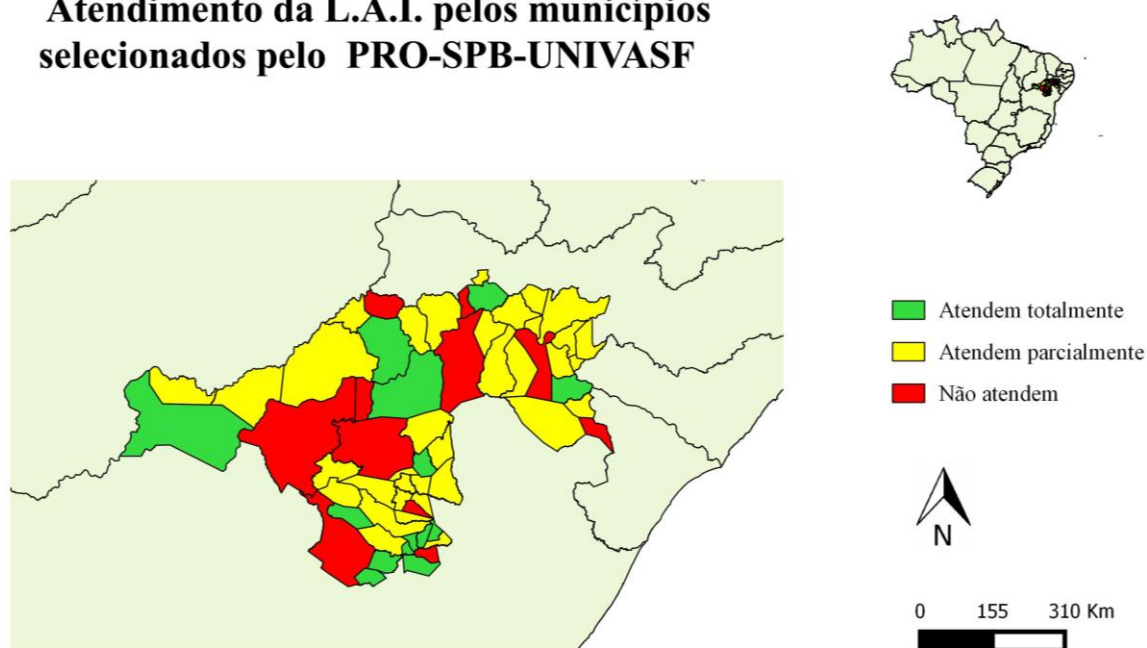 Atendimento da L.A.I. pelos municípios
selecionados pelo PRO-SPB-UNIVASF
Atendem totalmente
Atendem parcialmente
Não atendem
N
0 155 310 Km